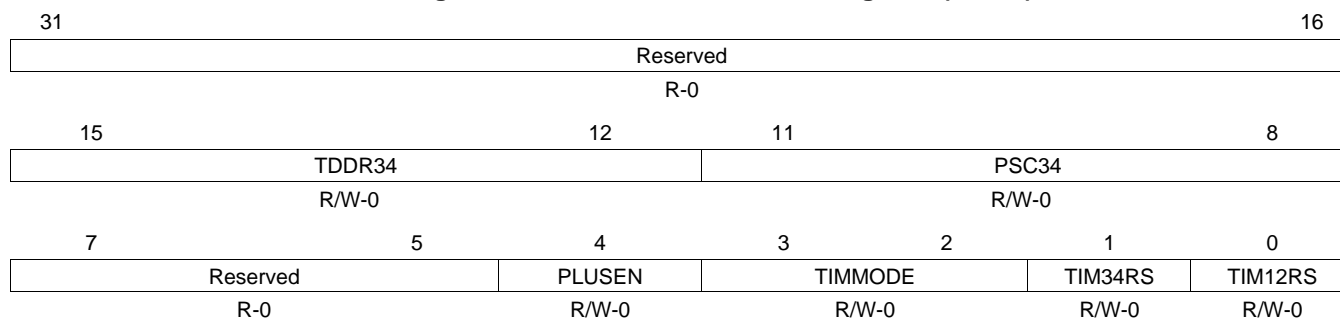 31 16
Reserved
R-0
15 12 11 8
TDDR34 PSC34
R/W-0 R/W-0
7 5 4 3 2 1 0
Reserved PLUSEN TIMMODE TIM34RS TIM12RS
R-0 R/W-0 R/W-0 R/W-0 R/W-0